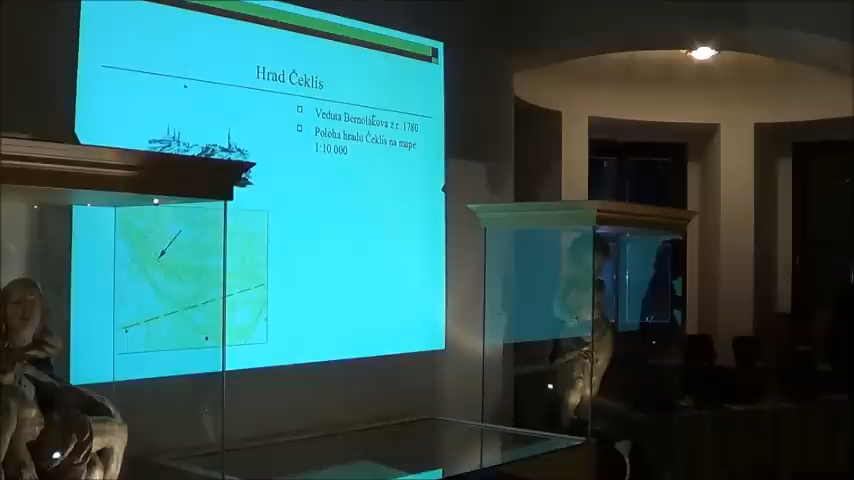 Hrad Čeklís
Veduta Bernolákova z r. 1780
Poloha hradu Čeklís na mape
1:10 000